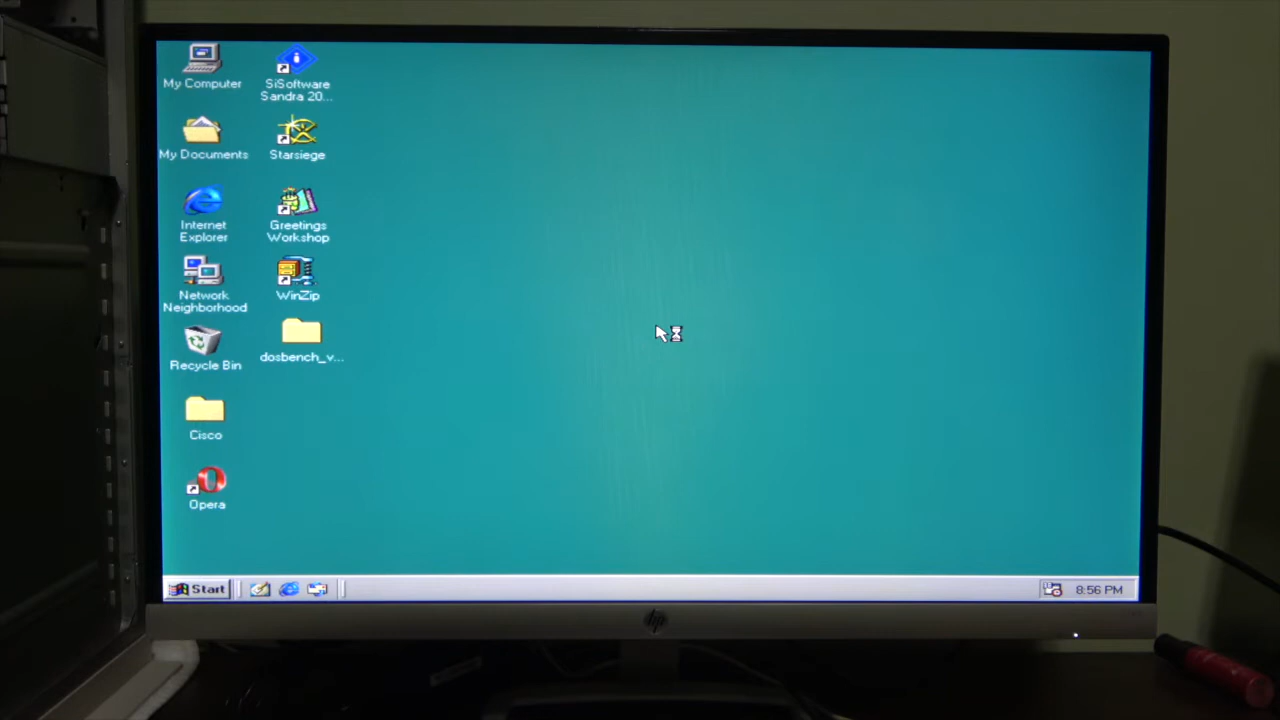 My Computer
SiSoftware
Sandra 20...
My Documents
Starsiege
Internet
Explorer
Greetings
Workshop
Network
Neighborhood
WinZip
Recycle Bin
dosbench_v...
Cisco
Opera
Start
8:56 PM
hp